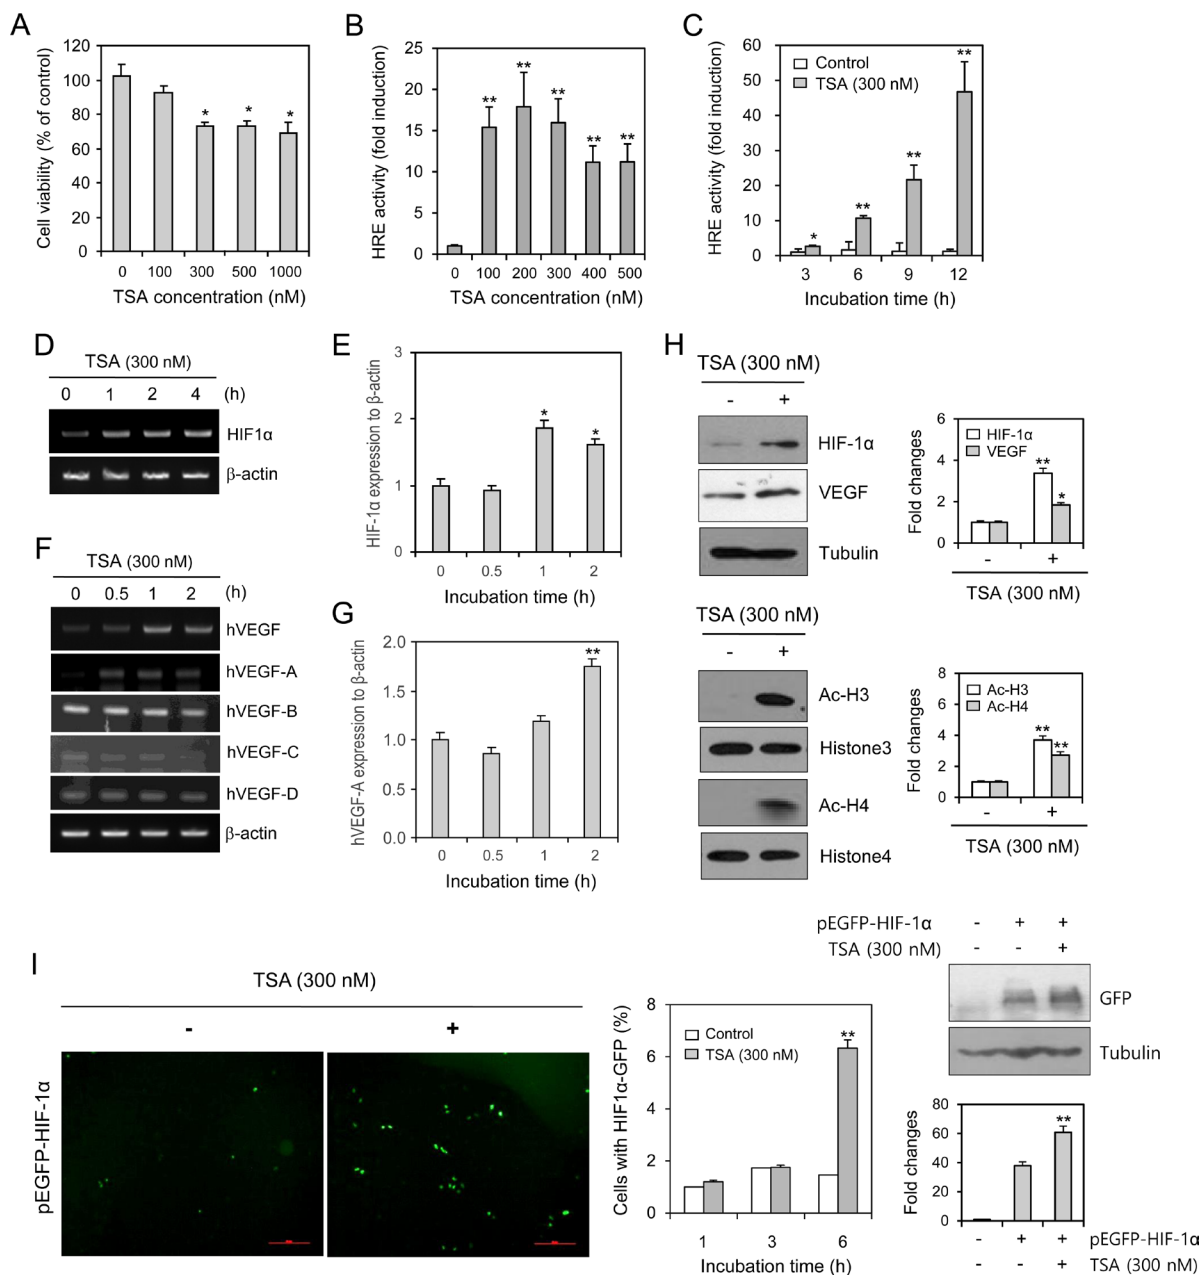 A
Cell viability (% of control)
120
100
80
60
40
20
0
*
*
*
0 100 300 500 1000
TSA concentration (nM)
B
HRE activity (fold induction)
25
20
15
10
5
0
**
**
**
**
**
0 100 200 300 400 500
TSA concentration (nM)
C
HRE activity (fold induction)
60
50
40
30
20
10
0
Control
TSA (300 nM)
*
**
**
**
3 6 9 12
Incubation time (h)
D
TSA (300 nM)
0 1 2 4 (h)
HIF1α
β-actin
E
HIF-1α expression to β-actin
3
2
1
0
*
*
0 0.5 1 2
Incubation time (h)
F
TSA (300 nM)
0 0.5 1 2 (h)
hVEGF
hVEGF-A
hVEGF-B
hVEGF-C
hVEGF-D
β-actin
G
hVEGF-A expression to β-actin
2.0
1.5
1.0
0.5
0.0
**
0 0.5 1 2
Incubation time (h)
H
TSA (300 nM)
- +
HIF-1α
VEGF
Tubulin
Fold changes
6
4
2
0
HIF-1α
VEGF
**
*
- +
TSA (300 nM)
TSA (300 nM)
- +
Ac-H3
Histone3
Ac-H4
Histone4
Fold changes
8
6
4
2
0
Ac-H3
Ac-H4
**
**
- +
TSA (300 nM)
I
TSA (300 nM)
- +
pEGFP-HIF-1α
Cells with HIF1α-GFP (%)
8
6
4
2
0
Control
TSA (300 nM)
**
1 3 6
Incubation time (h)
pEGFP-HIF-1α - + +
TSA (300 nM) - - +
GFP
Tubulin
Fold changes
80
60
40
20
0
**
- + + pEGFP-HIF-1α
- - + TSA (300 nM)